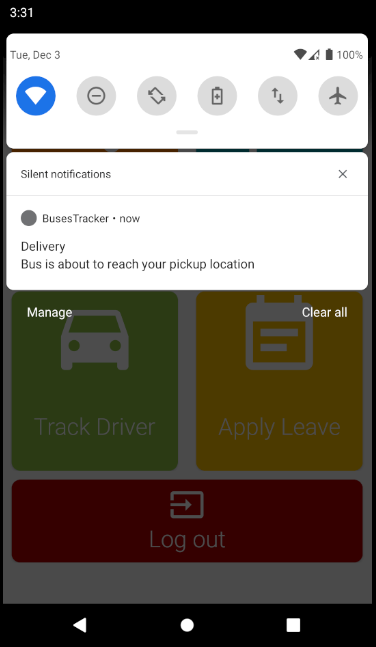 3:31
Tue, Dec 3
100%
Silent notifications
BusesTracker • now
Delivery
Bus is about to reach your pickup location
Manage
Clear all
Track Driver
Apply Leave
Log out